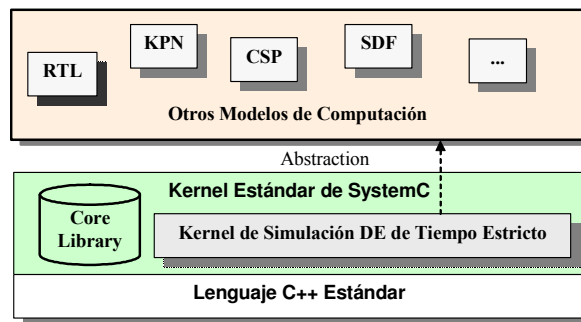 RTL
KPN
CSP
SDF
...
Otros Modelos de Computación
Abstraction
Kernel Estándar de SystemC
Core
Library
Kernel de Simulación DE de Tiempo Estricto
Lenguaje C++ Estándar